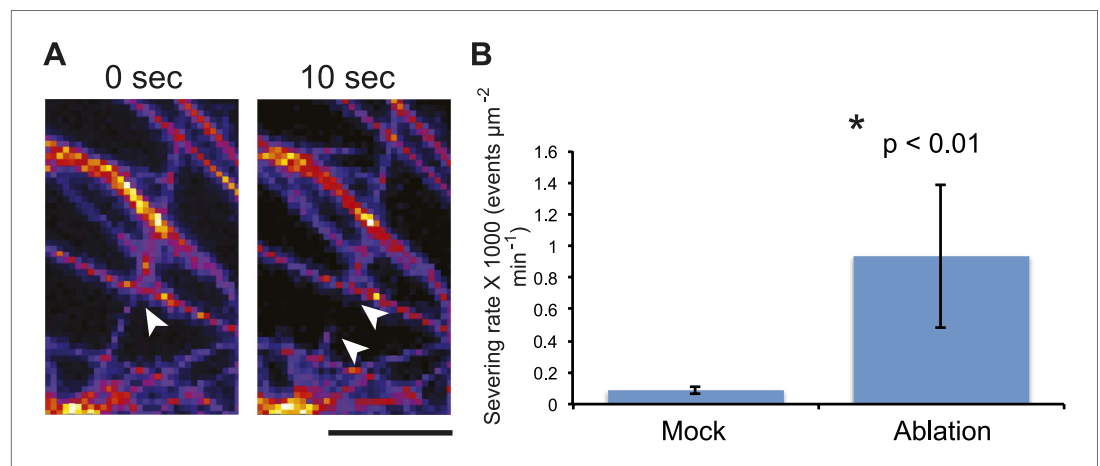 A
0 sec
10 sec
B
Severing rate X 1000 (events µm⁻²
min⁻¹)
*
p < 0.01
1.6
1.4
1.2
1
0.8
0.6
0.4
0.2
0
Mock
Ablation